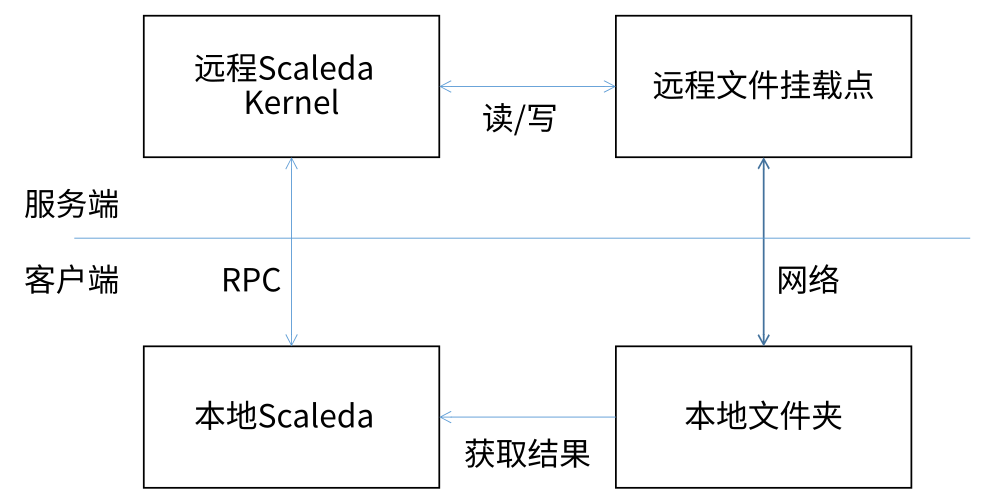 远程Scaleda
Kernel
远程文件挂载点
读/写
服务端
客户端
RPC
网络
本地Scaleda
本地文件夹
获取结果